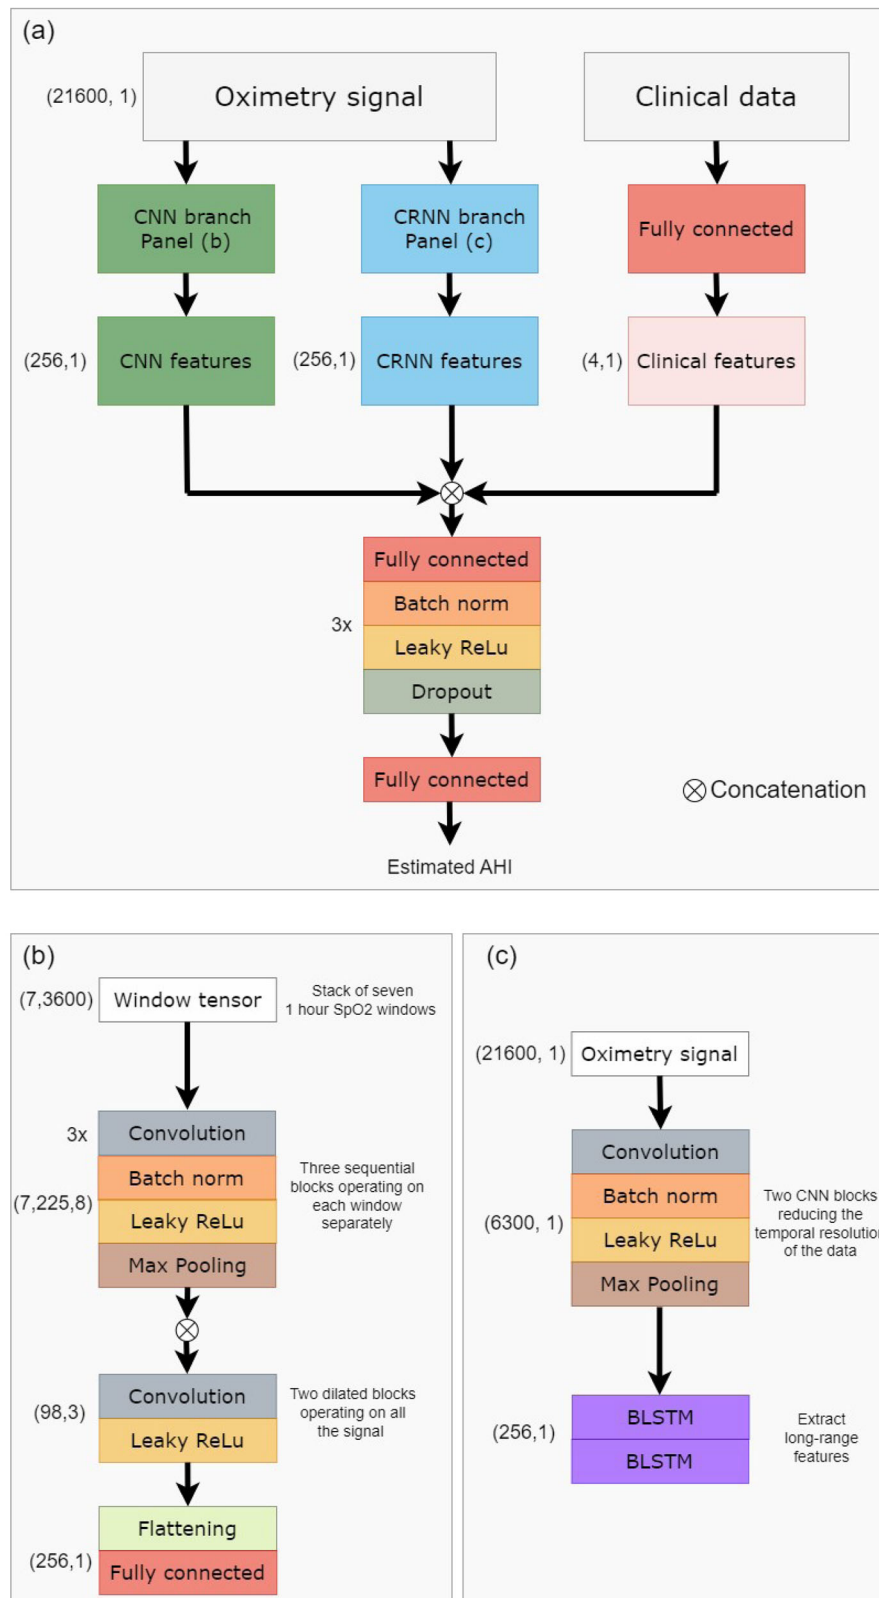 (a)
(21600, 1)
Oximetry signal
Clinical data
CNN branch
Panel (b)
CRNN branch
Panel (c)
Fully connected
(256,1)
CNN features
(256,1)
CRNN features
(4,1)
Clinical features
Fully connected
Batch norm
3x
Leaky ReLu
Dropout
Fully connected
Concatenation
Estimated AHI
(b)
(7,3600)
Window tensor
Stack of seven
1 hour SpO2 windows
3x
Convolution
Batch norm
(7,225,8)
Leaky ReLu
Max Pooling
Three sequential
blocks operating on
each window
separately
Convolution
(98,3)
Leaky ReLu
Two dilated blocks
operating on all
the signal
Flattening
(256,1)
Fully connected
(c)
(21600, 1)
Oximetry signal
Convolution
Batch norm
(6300, 1)
Leaky ReLu
Max Pooling
Two CNN blocks
reducing the
temporal resolution
of the data
BLSTM
(256,1)
BLSTM
Extract
long-range
features